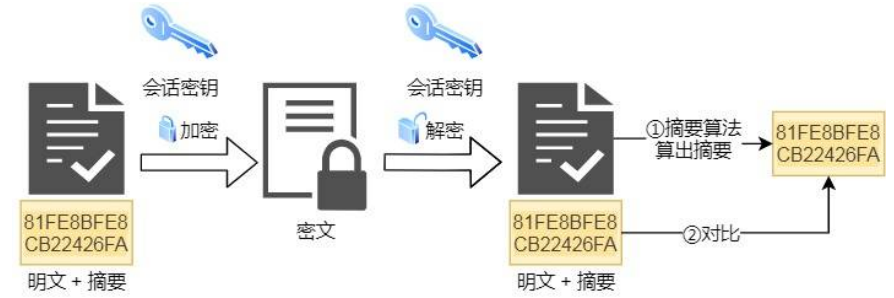 会话密钥
会话密钥
加密
解密
①摘要算法
算出摘要
81FE8BFE8
CB22426FA
81FE8BFE8
CB22426FA
密文
81FE8BFE8
CB22426FA
②对比
明文 + 摘要
明文 + 摘要